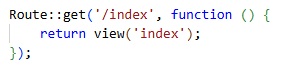 Route::get('/index', function () {
    return view('index');
});